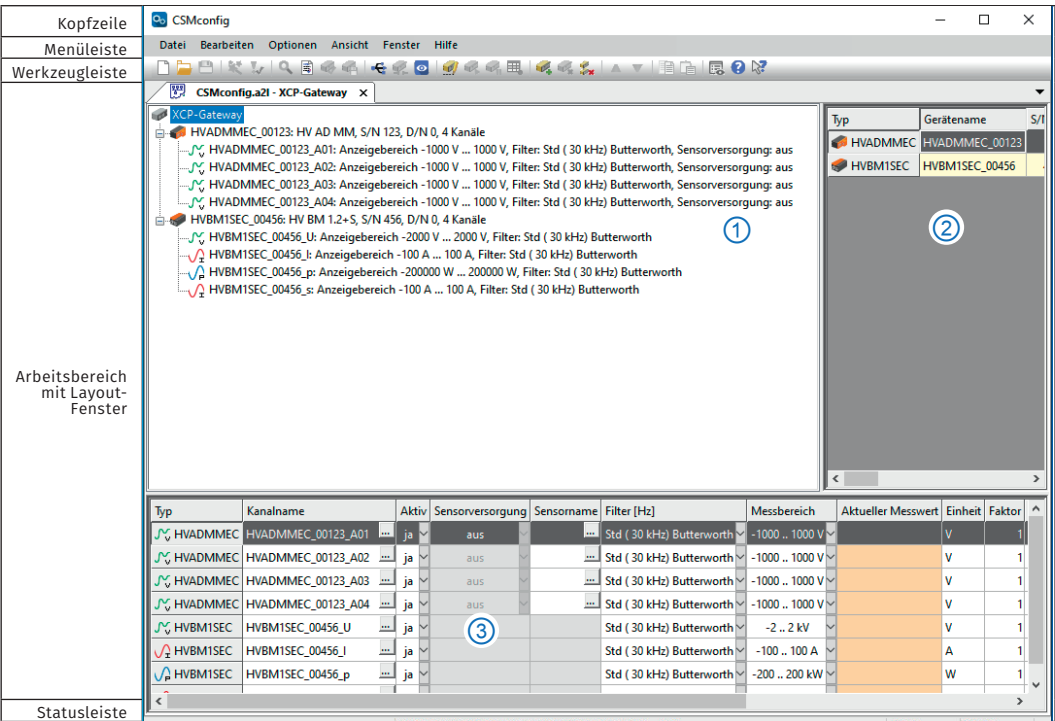 Kopfzeile
CSMconfig
Menüleiste
Datei Bearbeiten Optionen Ansicht Fenster Hilfe
Werkzeugleiste
CSMconfig.a2l - XCP-Gateway x
XCP-Gateway
HVADMMEC_00123: HV AD MM, S/N 123, D/N 0, 4 Kanäle
HVADMMEC_00123_A01: Anzeigebereich -1000 V ... 1000 V, Filter: Std ( 30 kHz) Butterworth, Sensorversorgung: aus
HVADMMEC_00123_A02: Anzeigebereich -1000 V ... 1000 V, Filter: Std ( 30 kHz) Butterworth, Sensorversorgung: aus
HVADMMEC_00123_A03: Anzeigebereich -1000 V ... 1000 V, Filter: Std ( 30 kHz) Butterworth, Sensorversorgung: aus
HVADMMEC_00123_A04: Anzeigebereich -1000 V ... 1000 V, Filter: Std ( 30 kHz) Butterworth, Sensorversorgung: aus
HVBM1SEC_00456: HV BM 1.2+S, S/N 456, D/N 0, 4 Kanäle
HVBM1SEC_00456_U: Anzeigebereich -2000 V ... 2000 V, Filter: Std ( 30 kHz) Butterworth
HVBM1SEC_00456_I: Anzeigebereich -100 A ... 100 A, Filter: Std ( 30 kHz) Butterworth
HVBM1SEC_00456_p: Anzeigebereich -200000 W ... 200000 W, Filter: Std ( 30 kHz) Butterworth
HVBM1SEC_00456_s: Anzeigebereich -100 A ... 100 A, Filter: Std ( 30 kHz) Butterworth
1
Typ Gerätename
HVADMMEC HVADMMEC_00123
HVBM1SEC HVBM1SEC_00456
2
Arbeitsbereich
mit Layout-
Fenster
Typ Kanalname Aktiv Sensorversorgung Sensorname Filter [Hz] Messbereich Aktueller Messwert Einheit Faktor
HVADMMEC HVADMMEC_00123_A01 ... ja aus ... Std ( 30 kHz) Butterworth -1000 .. 1000 V V 1
HVADMMEC HVADMMEC_00123_A02 ... ja aus ... Std ( 30 kHz) Butterworth -1000 .. 1000 V V 1
HVADMMEC HVADMMEC_00123_A03 ... ja aus ... Std ( 30 kHz) Butterworth -1000 .. 1000 V V 1
HVADMMEC HVADMMEC_00123_A04 ... ja aus ... Std ( 30 kHz) Butterworth -1000 .. 1000 V V 1
HVBM1SEC HVBM1SEC_00456_U ... ja Std ( 30 kHz) Butterworth -2 .. 2 kV V 1
HVBM1SEC HVBM1SEC_00456_I ... ja Std ( 30 kHz) Butterworth -100 .. 100 A A 1
HVBM1SEC HVBM1SEC_00456_p ... ja Std ( 30 kHz) Butterworth -200 .. 200 kW W 1
3
Statusleiste